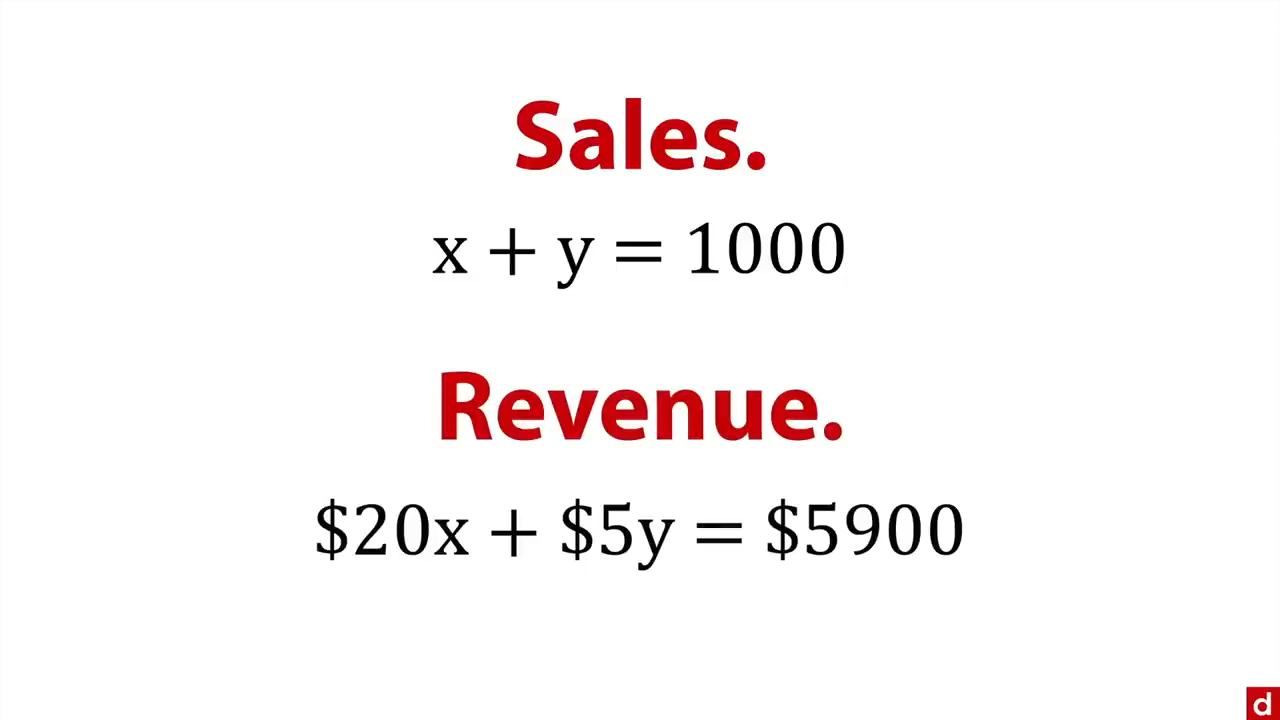 Sales.
x + y = 1000
Revenue.
$20x + $5y = $5900
d